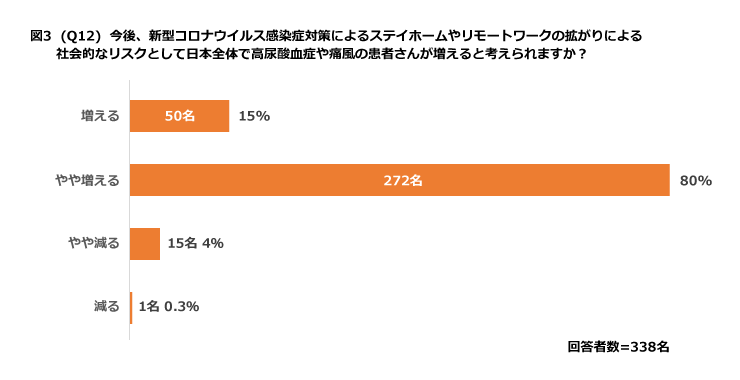 図3 (Q12) 今後、新型コロナウイルス感染症対策によるステイホームやリモートワークの拡がりによる
社会的なリスクとして日本全体で高尿酸血症や痛風の患者さんが増えると考えられますか？
増える 50名 15%
やや増える 272名 80%
やや減る 15名 4%
減る 1名 0.3%
回答者数=338名